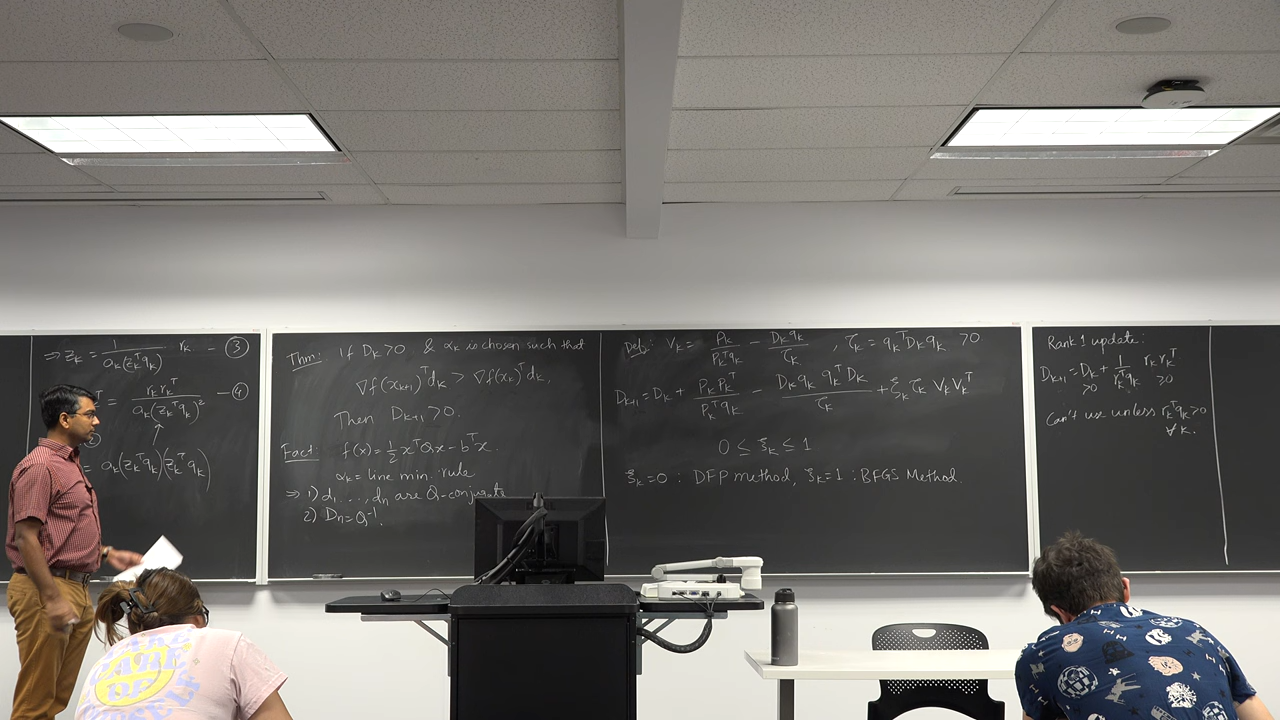 ⇒ z_k = 1/(a_k(z_k^T q_k)) r_k — ③
T = r_k r_k^T / (a_k(z_k^T q_k)^2) — ④
= a_k(z_k^T q_k)(z_k^T q_k)
Thm: If D_k > 0 & α_k is chosen such that
∇f(x_{k+1})^T d_k > ∇f(x_k)^T d_k,
Then D_{k+1} > 0.
Fact: f(x) = 1/2 x^T Q x - b^T x.
α_k = line min. rule
⇒ 1) d_1, ..., d_n are Q-conjugate
2) D_n = Q^{-1}.
Def: V_k = p_k/(p_k^T q_k) - D_k q_k/τ_k , τ_k = q_k^T D_k q_k > 0
D_{k+1} = D_k + p_k p_k^T/(p_k^T q_k) - D_k q_k q_k^T D_k/τ_k + ξ_k τ_k V_k V_k^T
0 ≤ ξ_k ≤ 1
ξ_k = 0 : DFP method, ξ_k = 1 : BFGS Method.
Rank 1 update:
D_{k+1} = D_k + 1/(r_k^T q_k) r_k r_k^T
>0 ≥0
Can't use unless r_k^T q_k > 0
∀ k.